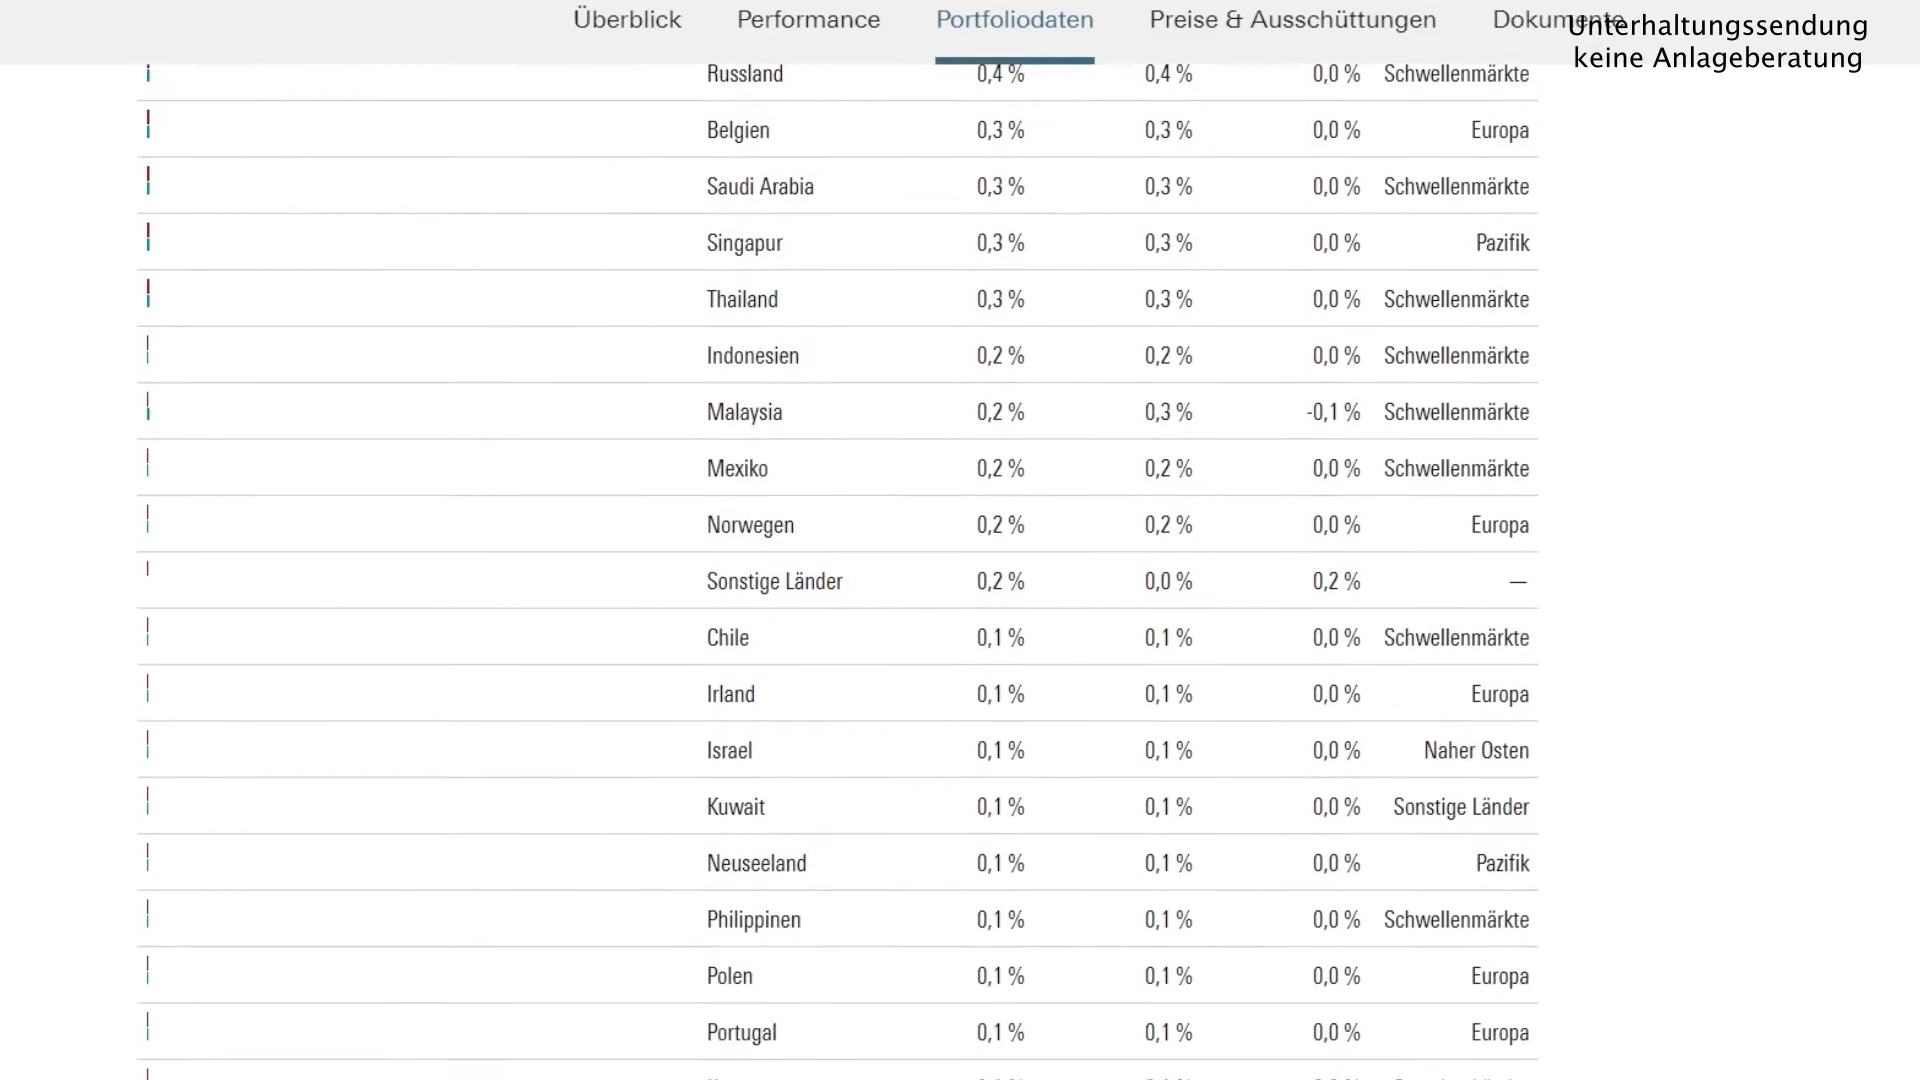 Überblick Performance Portfoliodaten Preise & Ausschüttungen Dokumente
Unterhaltungssendung
keine Anlageberatung
Russland 0,4 % 0,4 % 0,0 % Schwellenmärkte
Belgien 0,3 % 0,3 % 0,0 % Europa
Saudi Arabia 0,3 % 0,3 % 0,0 % Schwellenmärkte
Singapur 0,3 % 0,3 % 0,0 % Pazifik
Thailand 0,3 % 0,3 % 0,0 % Schwellenmärkte
Indonesien 0,2 % 0,2 % 0,0 % Schwellenmärkte
Malaysia 0,2 % 0,3 % -0,1 % Schwellenmärkte
Mexiko 0,2 % 0,2 % 0,0 % Schwellenmärkte
Norwegen 0,2 % 0,2 % 0,0 % Europa
Sonstige Länder 0,2 % 0,0 % 0,2 % —
Chile 0,1 % 0,1 % 0,0 % Schwellenmärkte
Irland 0,1 % 0,1 % 0,0 % Europa
Israel 0,1 % 0,1 % 0,0 % Naher Osten
Kuwait 0,1 % 0,1 % 0,0 % Sonstige Länder
Neuseeland 0,1 % 0,1 % 0,0 % Pazifik
Philippinen 0,1 % 0,1 % 0,0 % Schwellenmärkte
Polen 0,1 % 0,1 % 0,0 % Europa
Portugal 0,1 % 0,1 % 0,0 % Europa